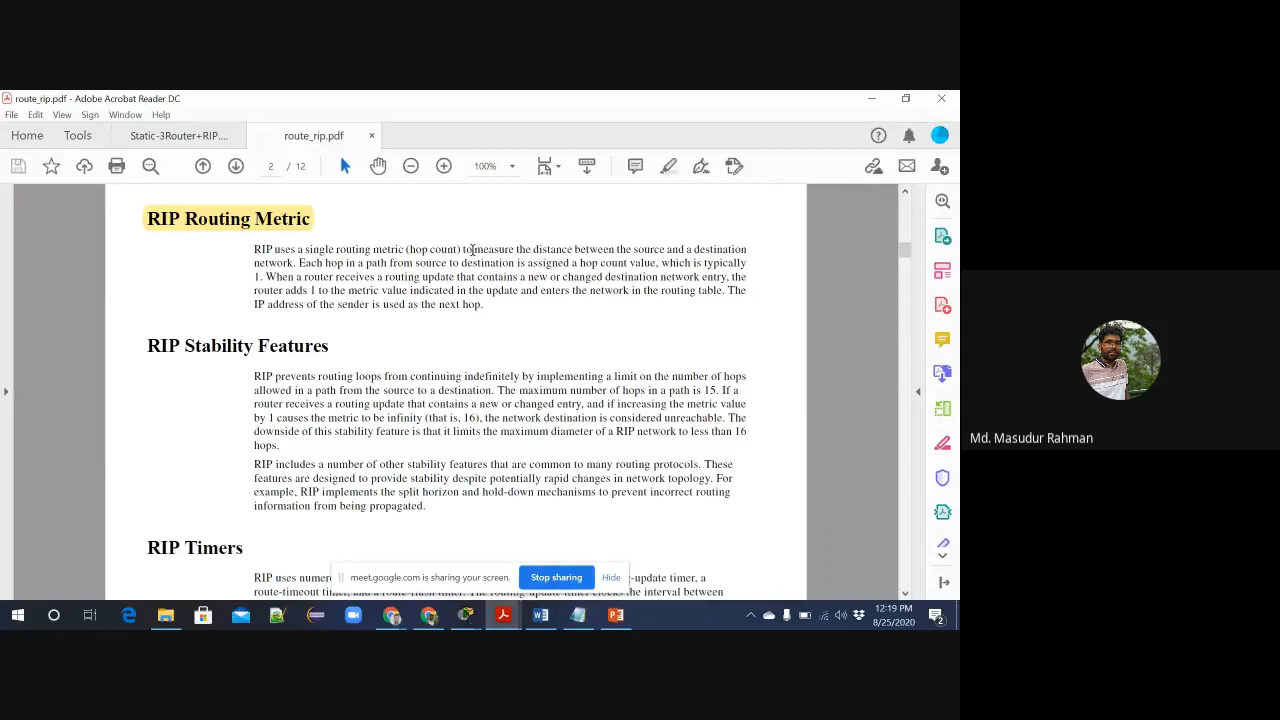 route_rip.pdf - Adobe Acrobat Reader DC
File Edit View Sign Window Help
Home Tools Static-3Router+RIP.... route_rip.pdf ×
2 / 12 100%
RIP Routing Metric
RIP uses a single routing metric (hop count) to measure the distance between the source and a destination
network. Each hop in a path from source to destination is assigned a hop count value, which is typically
1. When a router receives a routing update that contains a new or changed destination network entry, the
router adds 1 to the metric value indicated in the update and enters the network in the routing table. The
IP address of the sender is used as the next hop.
RIP Stability Features
RIP prevents routing loops from continuing indefinitely by implementing a limit on the number of hops
allowed in a path from the source to a destination. The maximum number of hops in a path is 15. If a
router receives a routing update that contains a new or changed entry, and if increasing the metric value
by 1 causes the metric to be infinity (that is, 16), the network destination is considered unreachable. The
downside of this stability feature is that it limits the maximum diameter of a RIP network to less than 16
hops.
RIP includes a number of other stability features that are common to many routing protocols. These
features are designed to provide stability despite potentially rapid changes in network topology. For
example, RIP implements the split horizon and hold-down mechanisms to prevent incorrect routing
information from being propagated.
RIP Timers
RIP uses numer -update timer, a
meet.google.com is sharing your screen. Stop sharing Hide
route-timeout timer, and a route-flush timer. The routing-update timer clocks the interval between
12:19 PM
8/25/2020
2
Md. Masudur Rahman